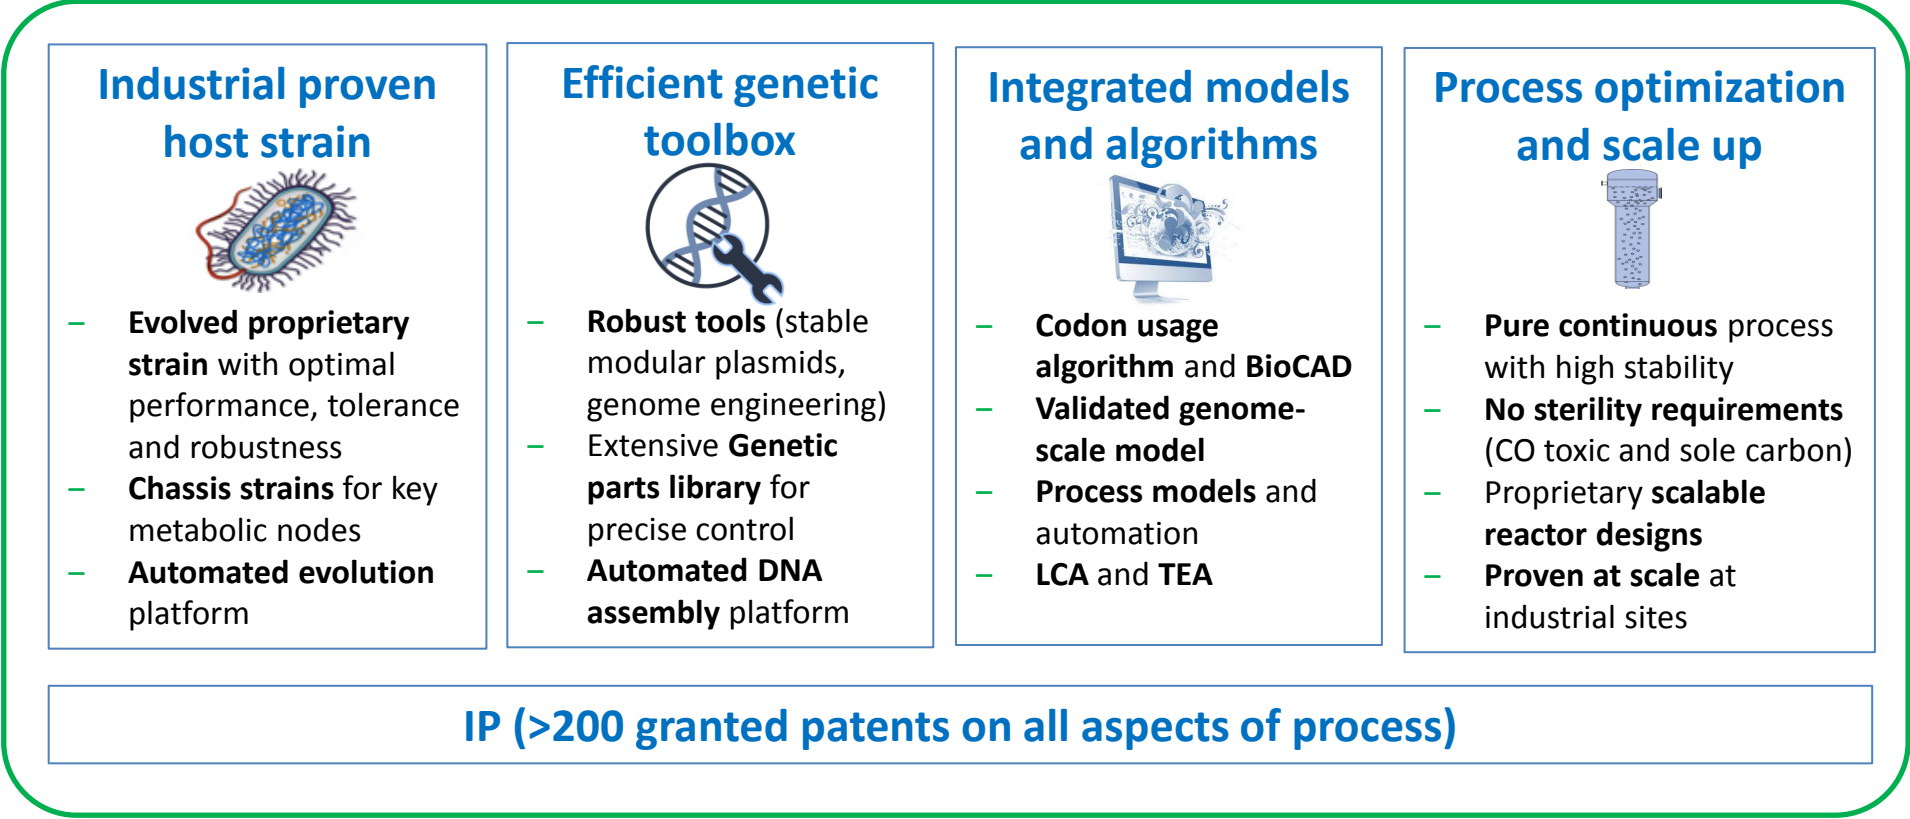 Industrial proven
host strain
– Evolved proprietary
strain with optimal
performance, tolerance
and robustness
– Chassis strains for key
metabolic nodes
– Automated evolution
platform
Efficient genetic
toolbox
– Robust tools (stable
modular plasmids,
genome engineering)
– Extensive Genetic
parts library for
precise control
– Automated DNA
assembly platform
Integrated models
and algorithms
– Codon usage
algorithm and BioCAD
– Validated genome-
scale model
– Process models and
automation
– LCA and TEA
Process optimization
and scale up
– Pure continuous process
with high stability
– No sterility requirements
(CO toxic and sole carbon)
– Proprietary scalable
reactor designs
– Proven at scale at
industrial sites
IP (>200 granted patents on all aspects of process)